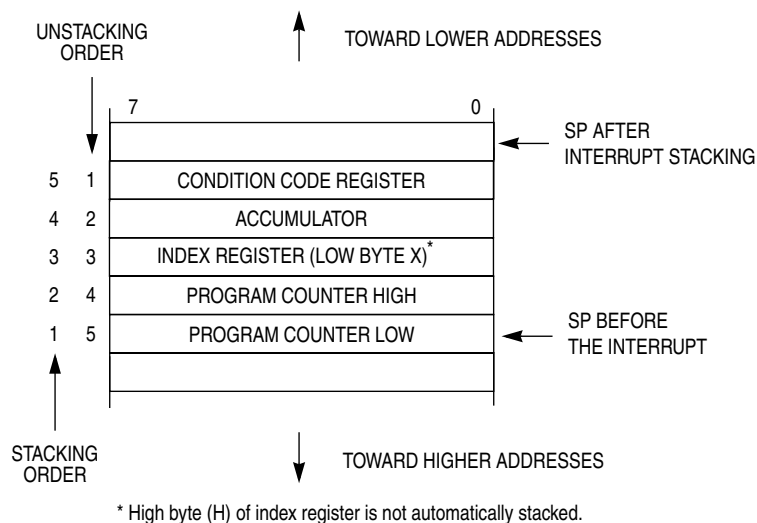 UNSTACKING
ORDER
TOWARD LOWER ADDRESSES
7 0
SP AFTER
INTERRUPT STACKING
5 1 CONDITION CODE REGISTER
4 2 ACCUMULATOR
3 3 INDEX REGISTER (LOW BYTE X)*
2 4 PROGRAM COUNTER HIGH
1 5 PROGRAM COUNTER LOW
SP BEFORE
THE INTERRUPT
STACKING
ORDER
TOWARD HIGHER ADDRESSES
* High byte (H) of index register is not automatically stacked.